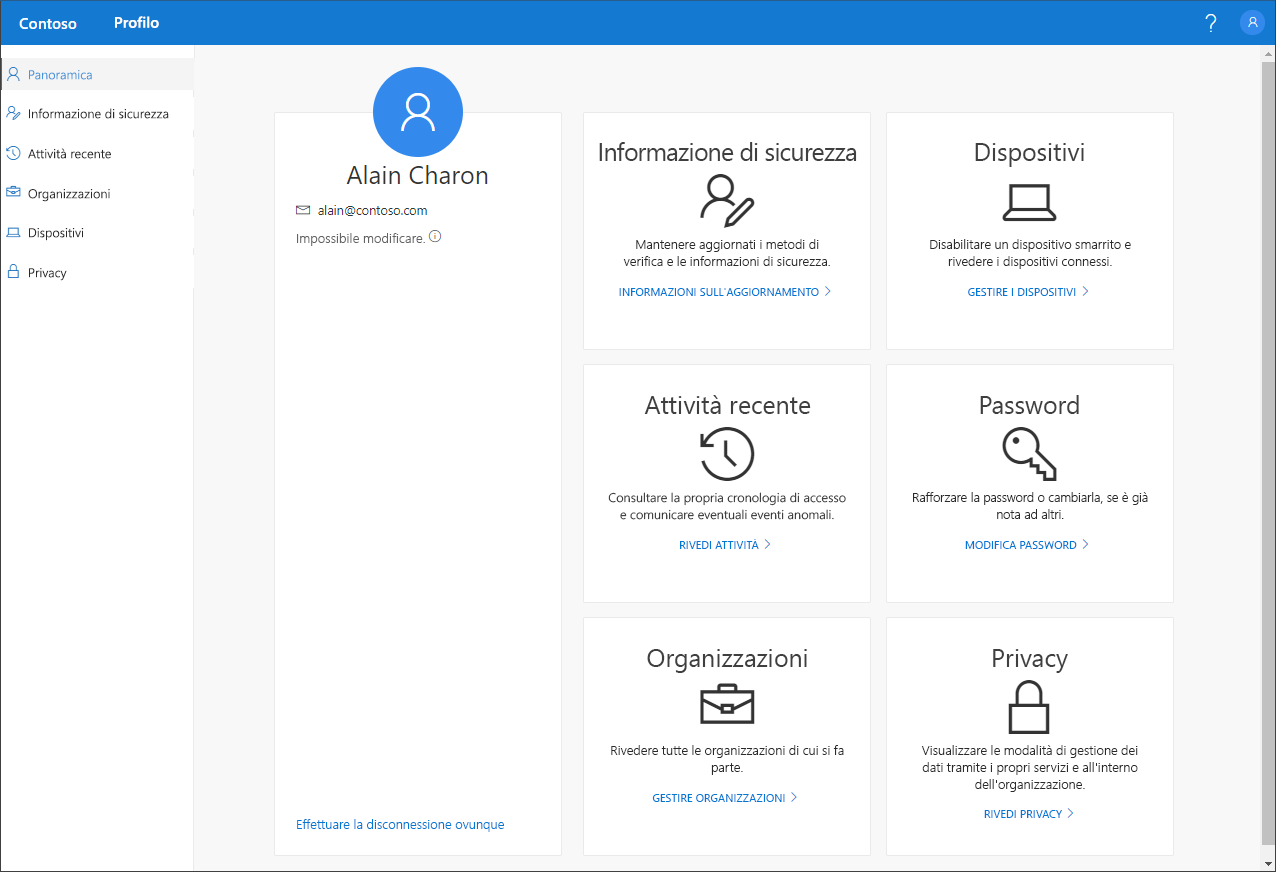 Contoso
Profilo
?
Panoramica
Informazione di sicurezza
Attività recente
Organizzazioni
Dispositivi
Privacy
Alain Charon
alain@contoso.com
Impossibile modificare.
Effettuare la disconnessione ovunque
Informazione di sicurezza
Mantenere aggiornati i metodi di
verifica e le informazioni di sicurezza.
INFORMAZIONI SULL'AGGIORNAMENTO
Dispositivi
Disabilitare un dispositivo smarrito e
rivedere i dispositivi connessi.
GESTIRE I DISPOSITIVI
Attività recente
Consultare la propria cronologia di accesso
e comunicare eventuali eventi anomali.
RIVEDI ATTIVITÀ
Password
Rafforzare la password o cambiarla, se è già
nota ad altri.
MODIFICA PASSWORD
Organizzazioni
Rivedere tutte le organizzazioni di cui si fa
parte.
GESTIRE ORGANIZZAZIONI
Privacy
Visualizzare le modalità di gestione dei
dati tramite i propri servizi e all'interno
dell'organizzazione.
RIVEDI PRIVACY